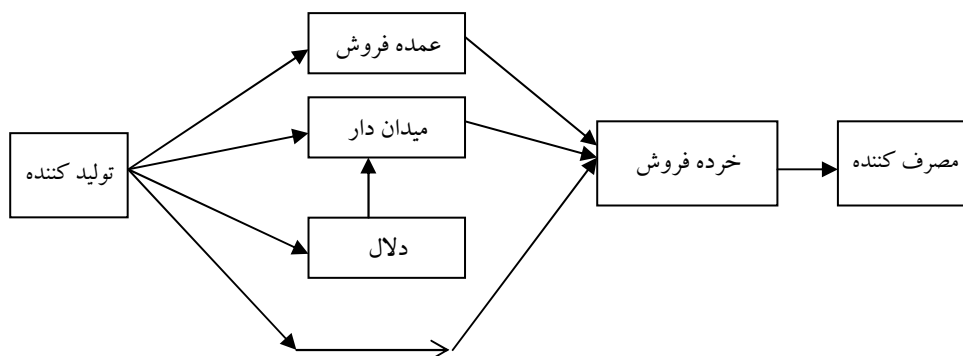 عمده فروش
میدان دار
تولید کننده
خرده فروش
مصرف کننده
دلال